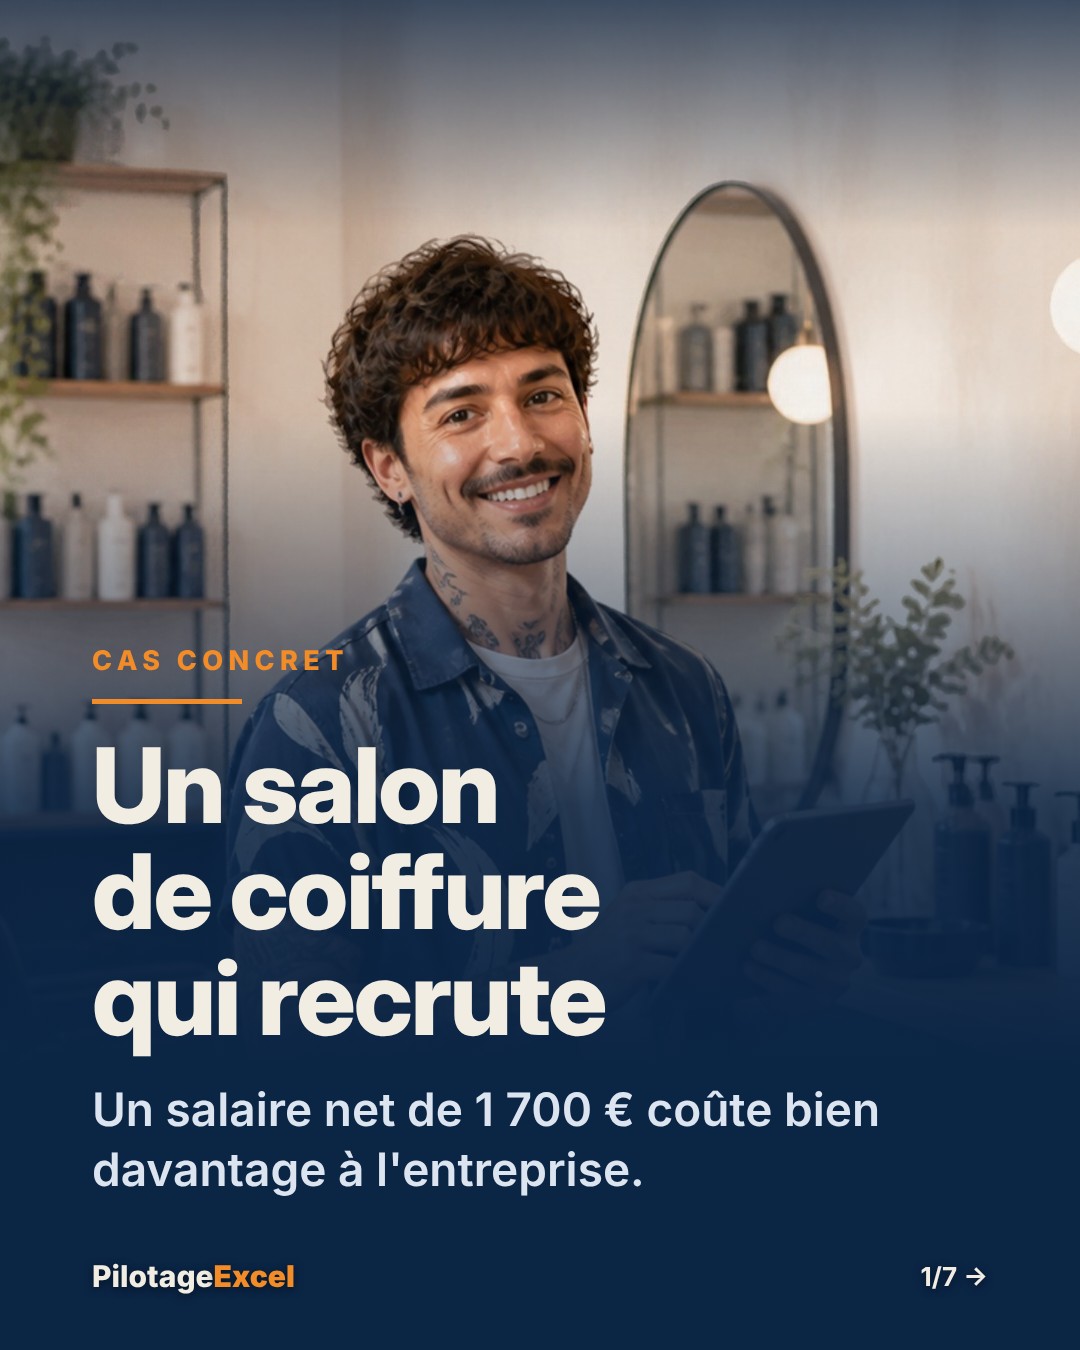 CAS CONCRET
Un salon
de coiffure
qui recrute
Un salaire net de 1 700 € coûte bien
davantage à l'entreprise.
PilotageExcel
1/7 →